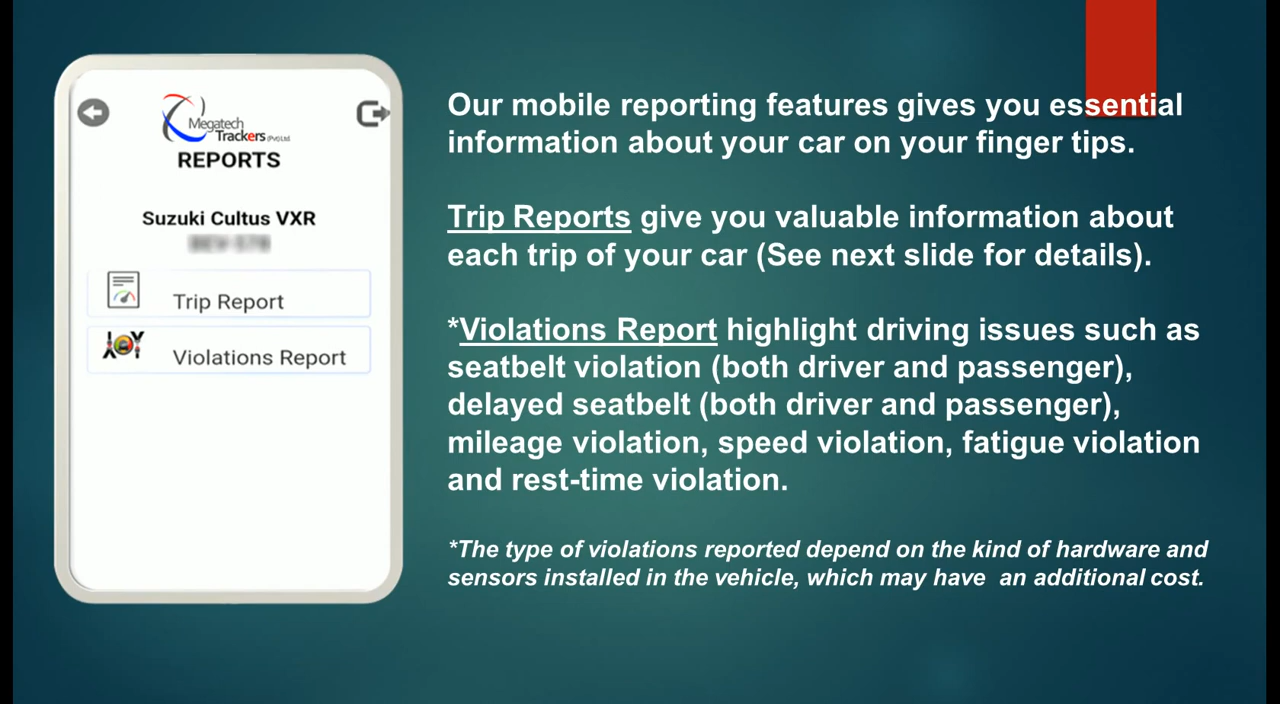 Megatech
Trackers (Pvt) Ltd.
REPORTS
Suzuki Cultus VXR
Trip Report
Violations Report
Our mobile reporting features gives you essential
information about your car on your finger tips.
Trip Reports give you valuable information about
each trip of your car (See next slide for details).
*Violations Report highlight driving issues such as
seatbelt violation (both driver and passenger),
delayed seatbelt (both driver and passenger),
mileage violation, speed violation, fatigue violation
and rest-time violation.
*The type of violations reported depend on the kind of hardware and
sensors installed in the vehicle, which may have an additional cost.